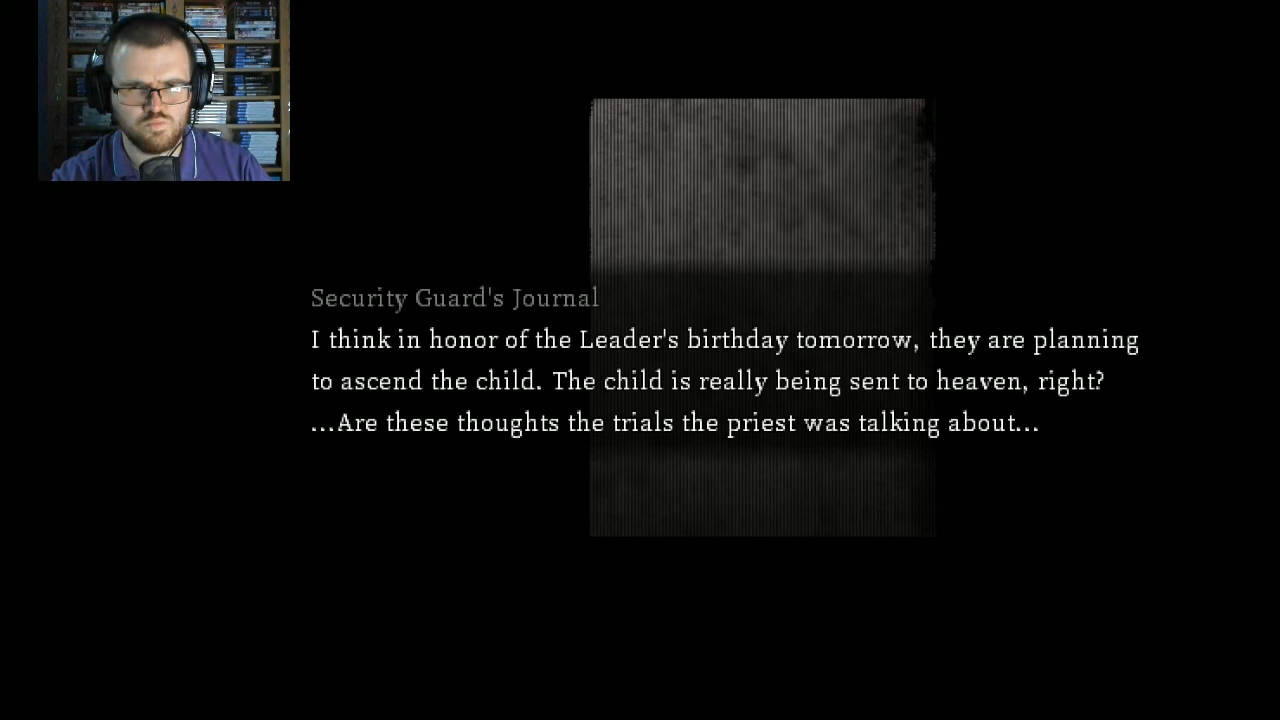 Security Guard's Journal
I think in honor of the Leader's birthday tomorrow, they are planning
to ascend the child. The child is really being sent to heaven, right?
...Are these thoughts the trials the priest was talking about...